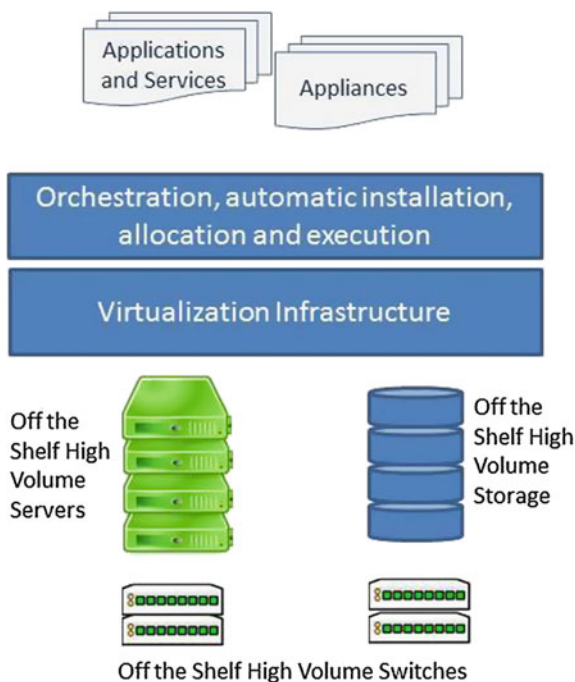 Applications
and Services
Appliances
Orchestration, automatic installation,
allocation and execution
Virtualization Infrastructure
Off the
Shelf High
Volume
Servers
Off the
Shelf High
Volume
Storage
Off the Shelf High Volume Switches